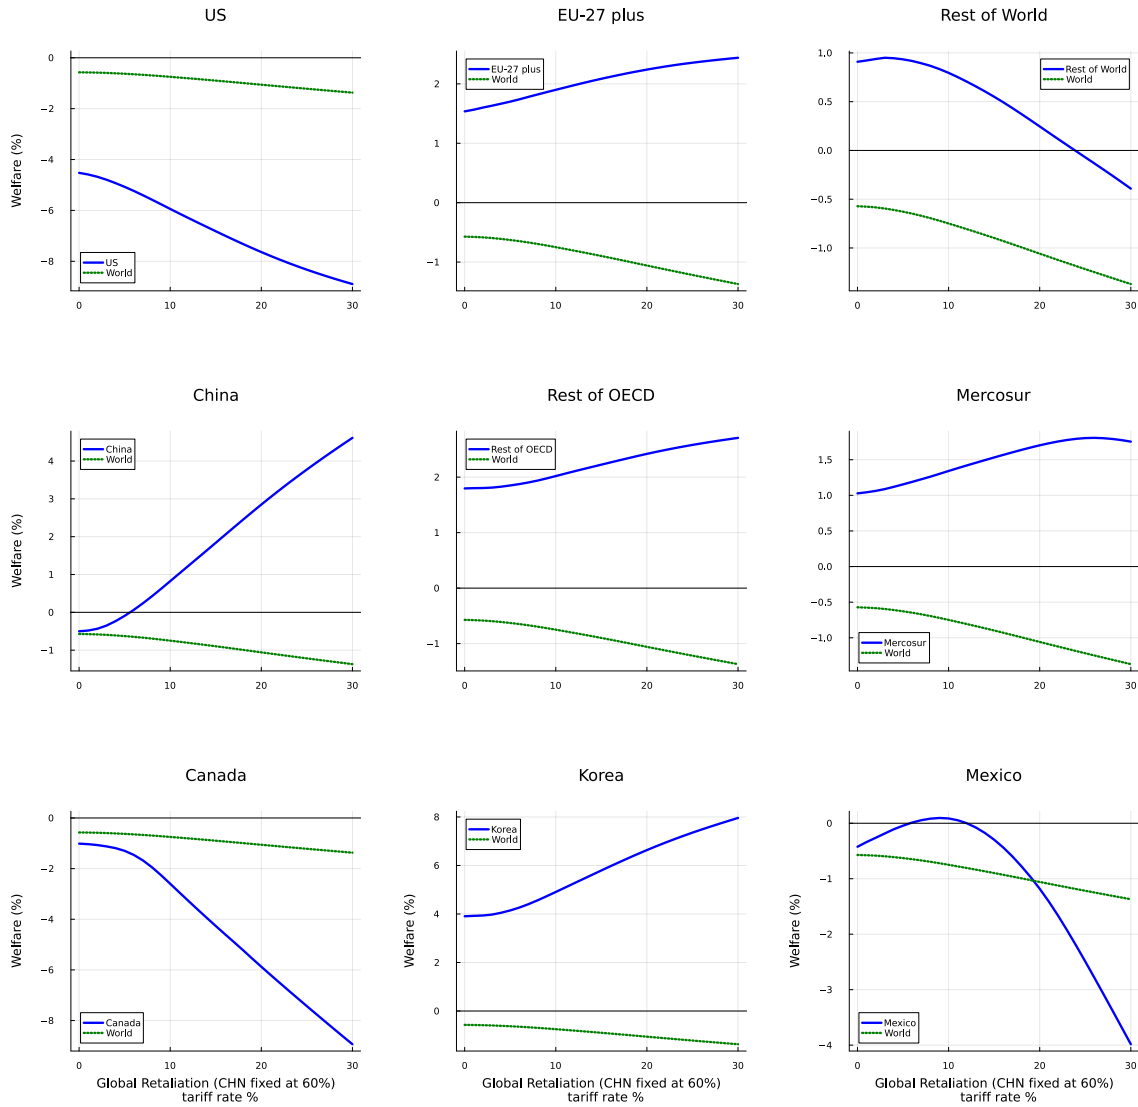 US
EU-27 plus
Rest of World
Welfare (%)
0
−2
−4
−6
−8
US
World
0
10
20
30
2
1
0
−1
EU-27 plus
World
0
10
20
30
1.0
0.5
0.0
−0.5
−1.0
Rest of World
World
0
10
20
30
China
Rest of OECD
Mercosur
Welfare (%)
4
3
2
1
0
−1
China
World
0
10
20
30
2
1
0
−1
Rest of OECD
World
0
10
20
30
1.5
1.0
0.5
0.0
−0.5
−1.0
Mercosur
World
0
10
20
30
Canada
Korea
Mexico
Welfare (%)
0
−2
−4
−6
−8
Canada
World
0
10
20
30
Global Retaliation (CHN fixed at 60%)
tariff rate %
Welfare (%)
8
6
4
2
0
Korea
World
0
10
20
30
Global Retaliation (CHN fixed at 60%)
tariff rate %
Welfare (%)
0
−1
−2
−3
−4
Mexico
World
0
10
20
30
Global Retaliation (CHN fixed at 60%)
tariff rate %